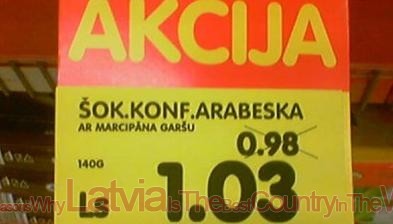 AKCIJA
ŠOK.KONF.ARABESKA
AR MARCIPĀNA GARŠU
0.98
140G
Ls 1.03
Why Latvia Is The Best Country In The